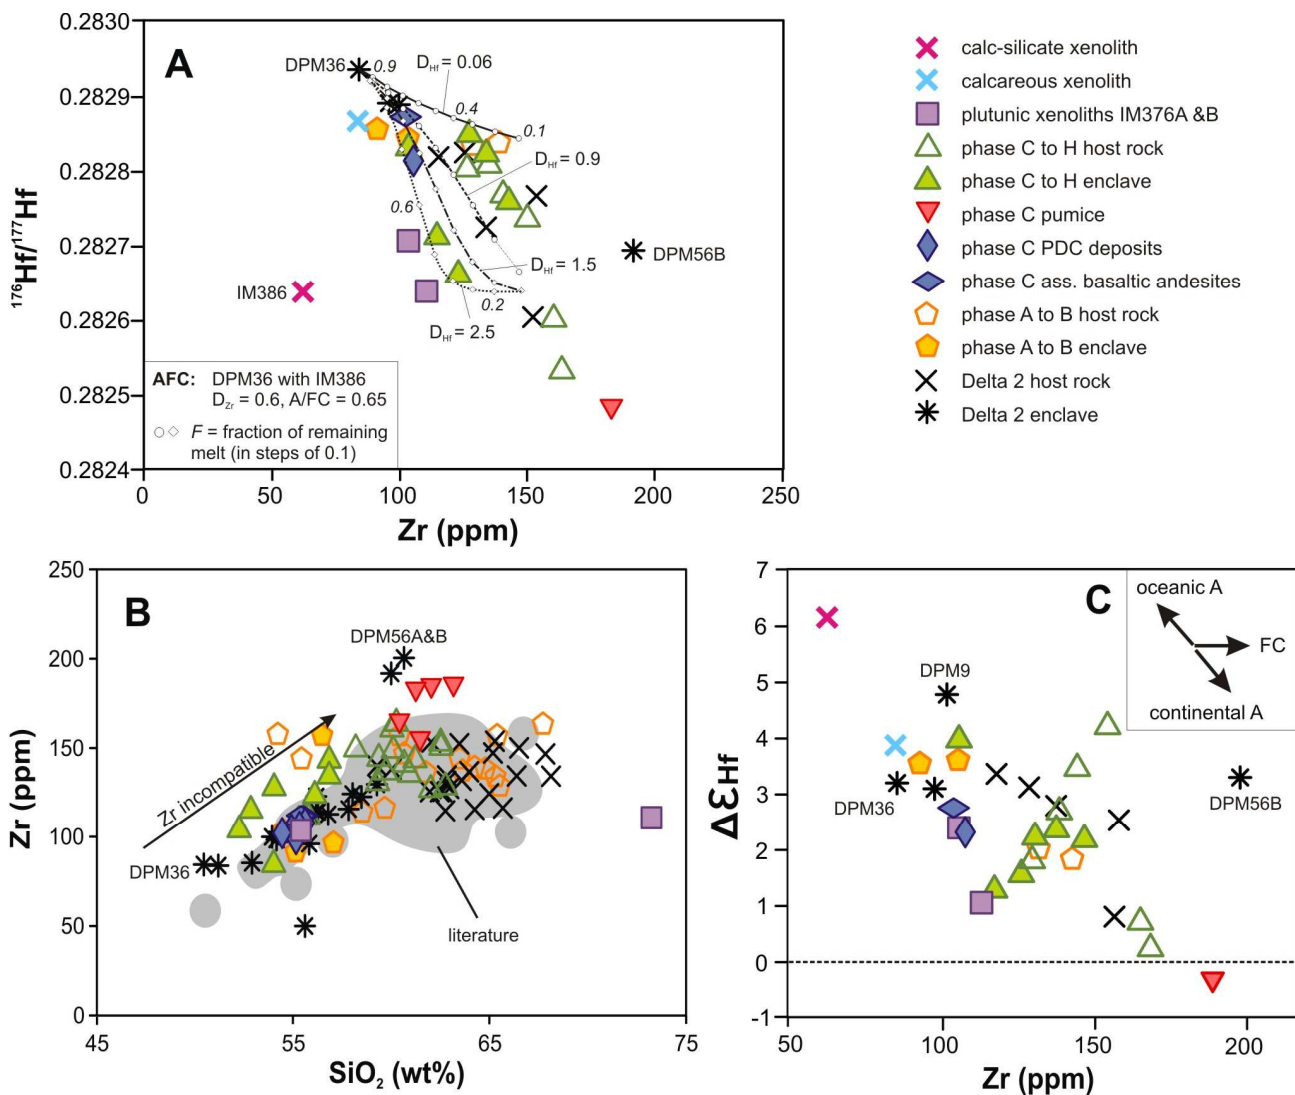 A
0.2830
0.2829
0.2828
0.2827
0.2826
0.2825
0.2824
¹⁷⁶Hf/¹⁷⁷Hf
0
50
100
150
200
250
Zr (ppm)
DPM36
0.9
D_Hf = 0.06
0.4
0.1
D_Hf = 0.9
0.6
DPM56B
D_Hf = 1.5
IM386
0.2
D_Hf = 2.5
AFC: DPM36 with IM386
D_Zr = 0.6, A/FC = 0.65
F = fraction of remaining
melt (in steps of 0.1)
calc-silicate xenolith
calcareous xenolith
plutunic xenoliths IM376A &B
phase C to H host rock
phase C to H enclave
phase C pumice
phase C PDC deposits
phase C ass. basaltic andesites
phase A to B host rock
phase A to B enclave
Delta 2 host rock
Delta 2 enclave
B
250
200
150
100
50
0
Zr (ppm)
45
55
65
75
SiO₂ (wt%)
DPM56A&B
Zr incompatible
DPM36
literature
C
7
6
5
4
3
2
1
0
-1
ΔεHf
50
100
150
200
Zr (ppm)
oceanic A
FC
continental A
DPM9
DPM36
DPM56B